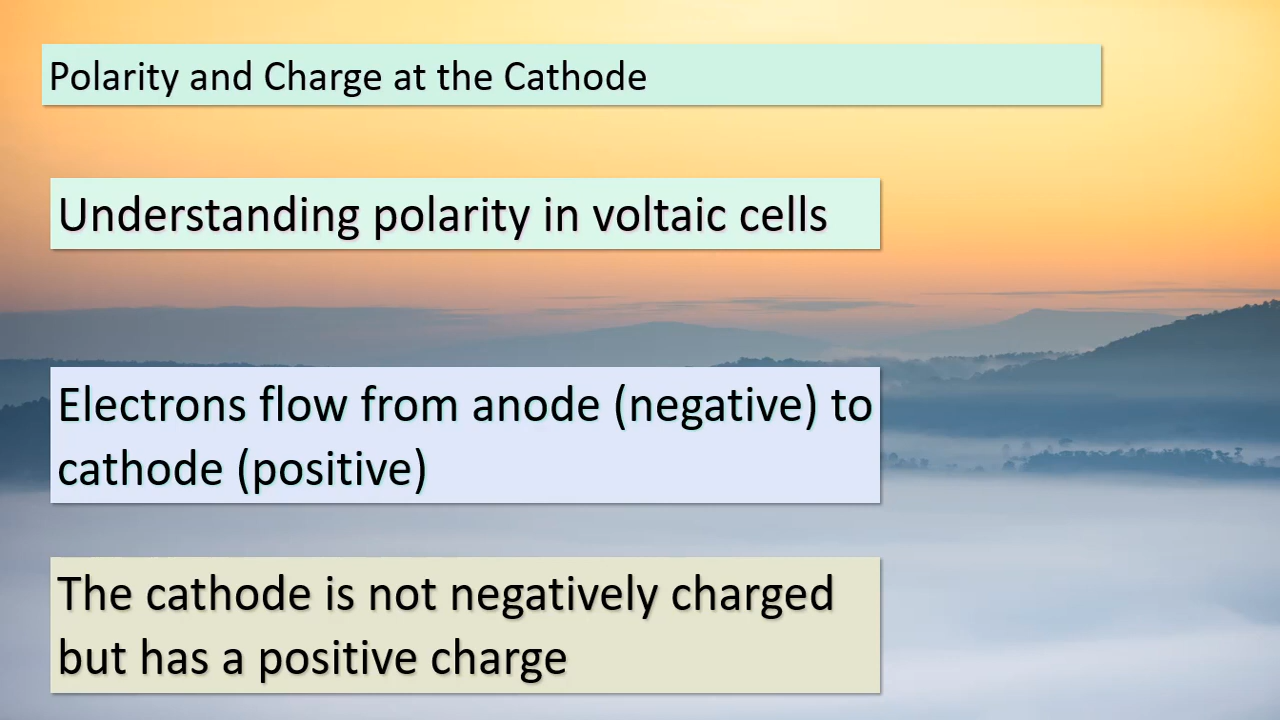 Polarity and Charge at the Cathode
Understanding polarity in voltaic cells
Electrons flow from anode (negative) to
cathode (positive)
The cathode is not negatively charged
but has a positive charge